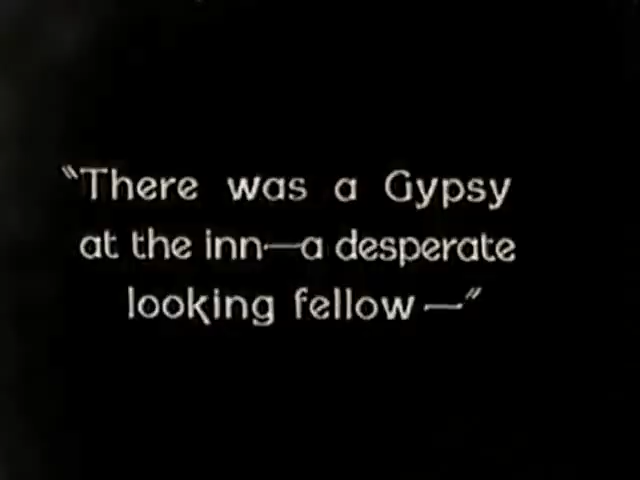 "There was a Gypsy
at the inn—a desperate
looking fellow—"